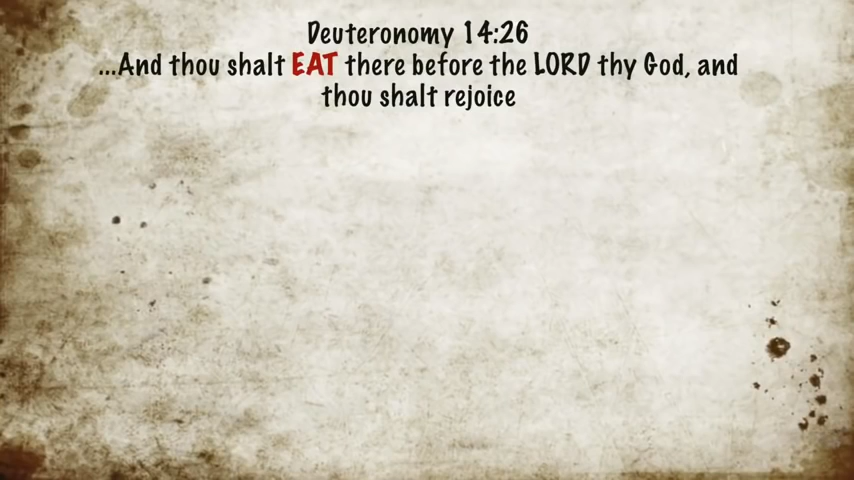 Deuteronomy 14:26
...And thou shalt EAT there before the LORD thy God, and
thou shalt rejoice